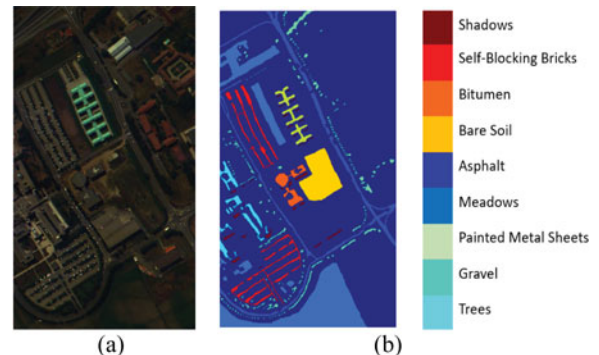 Shadows
Self-Blocking Bricks
Bitumen
Bare Soil
Asphalt
Meadows
Painted Metal Sheets
Gravel
Trees
(a)
(b)